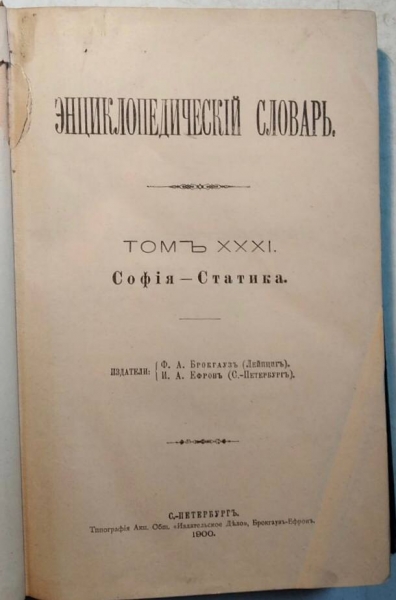 ЭНЦИКЛОПЕДИЧЕСКІЙ СЛОВАРЬ.
ТОМЪ XXXI.
Софія — Статика.
ИЗДАТЕЛИ: Ф. А. Брокгаузъ (Лейпцигъ).
И. А. Ефронъ (С.-Петербургъ).
С.-ПЕТЕРБУРГЪ.
Типографія Акц. Общ. «Издательское Дѣло», Брокгаузъ-Ефронъ.
1900.